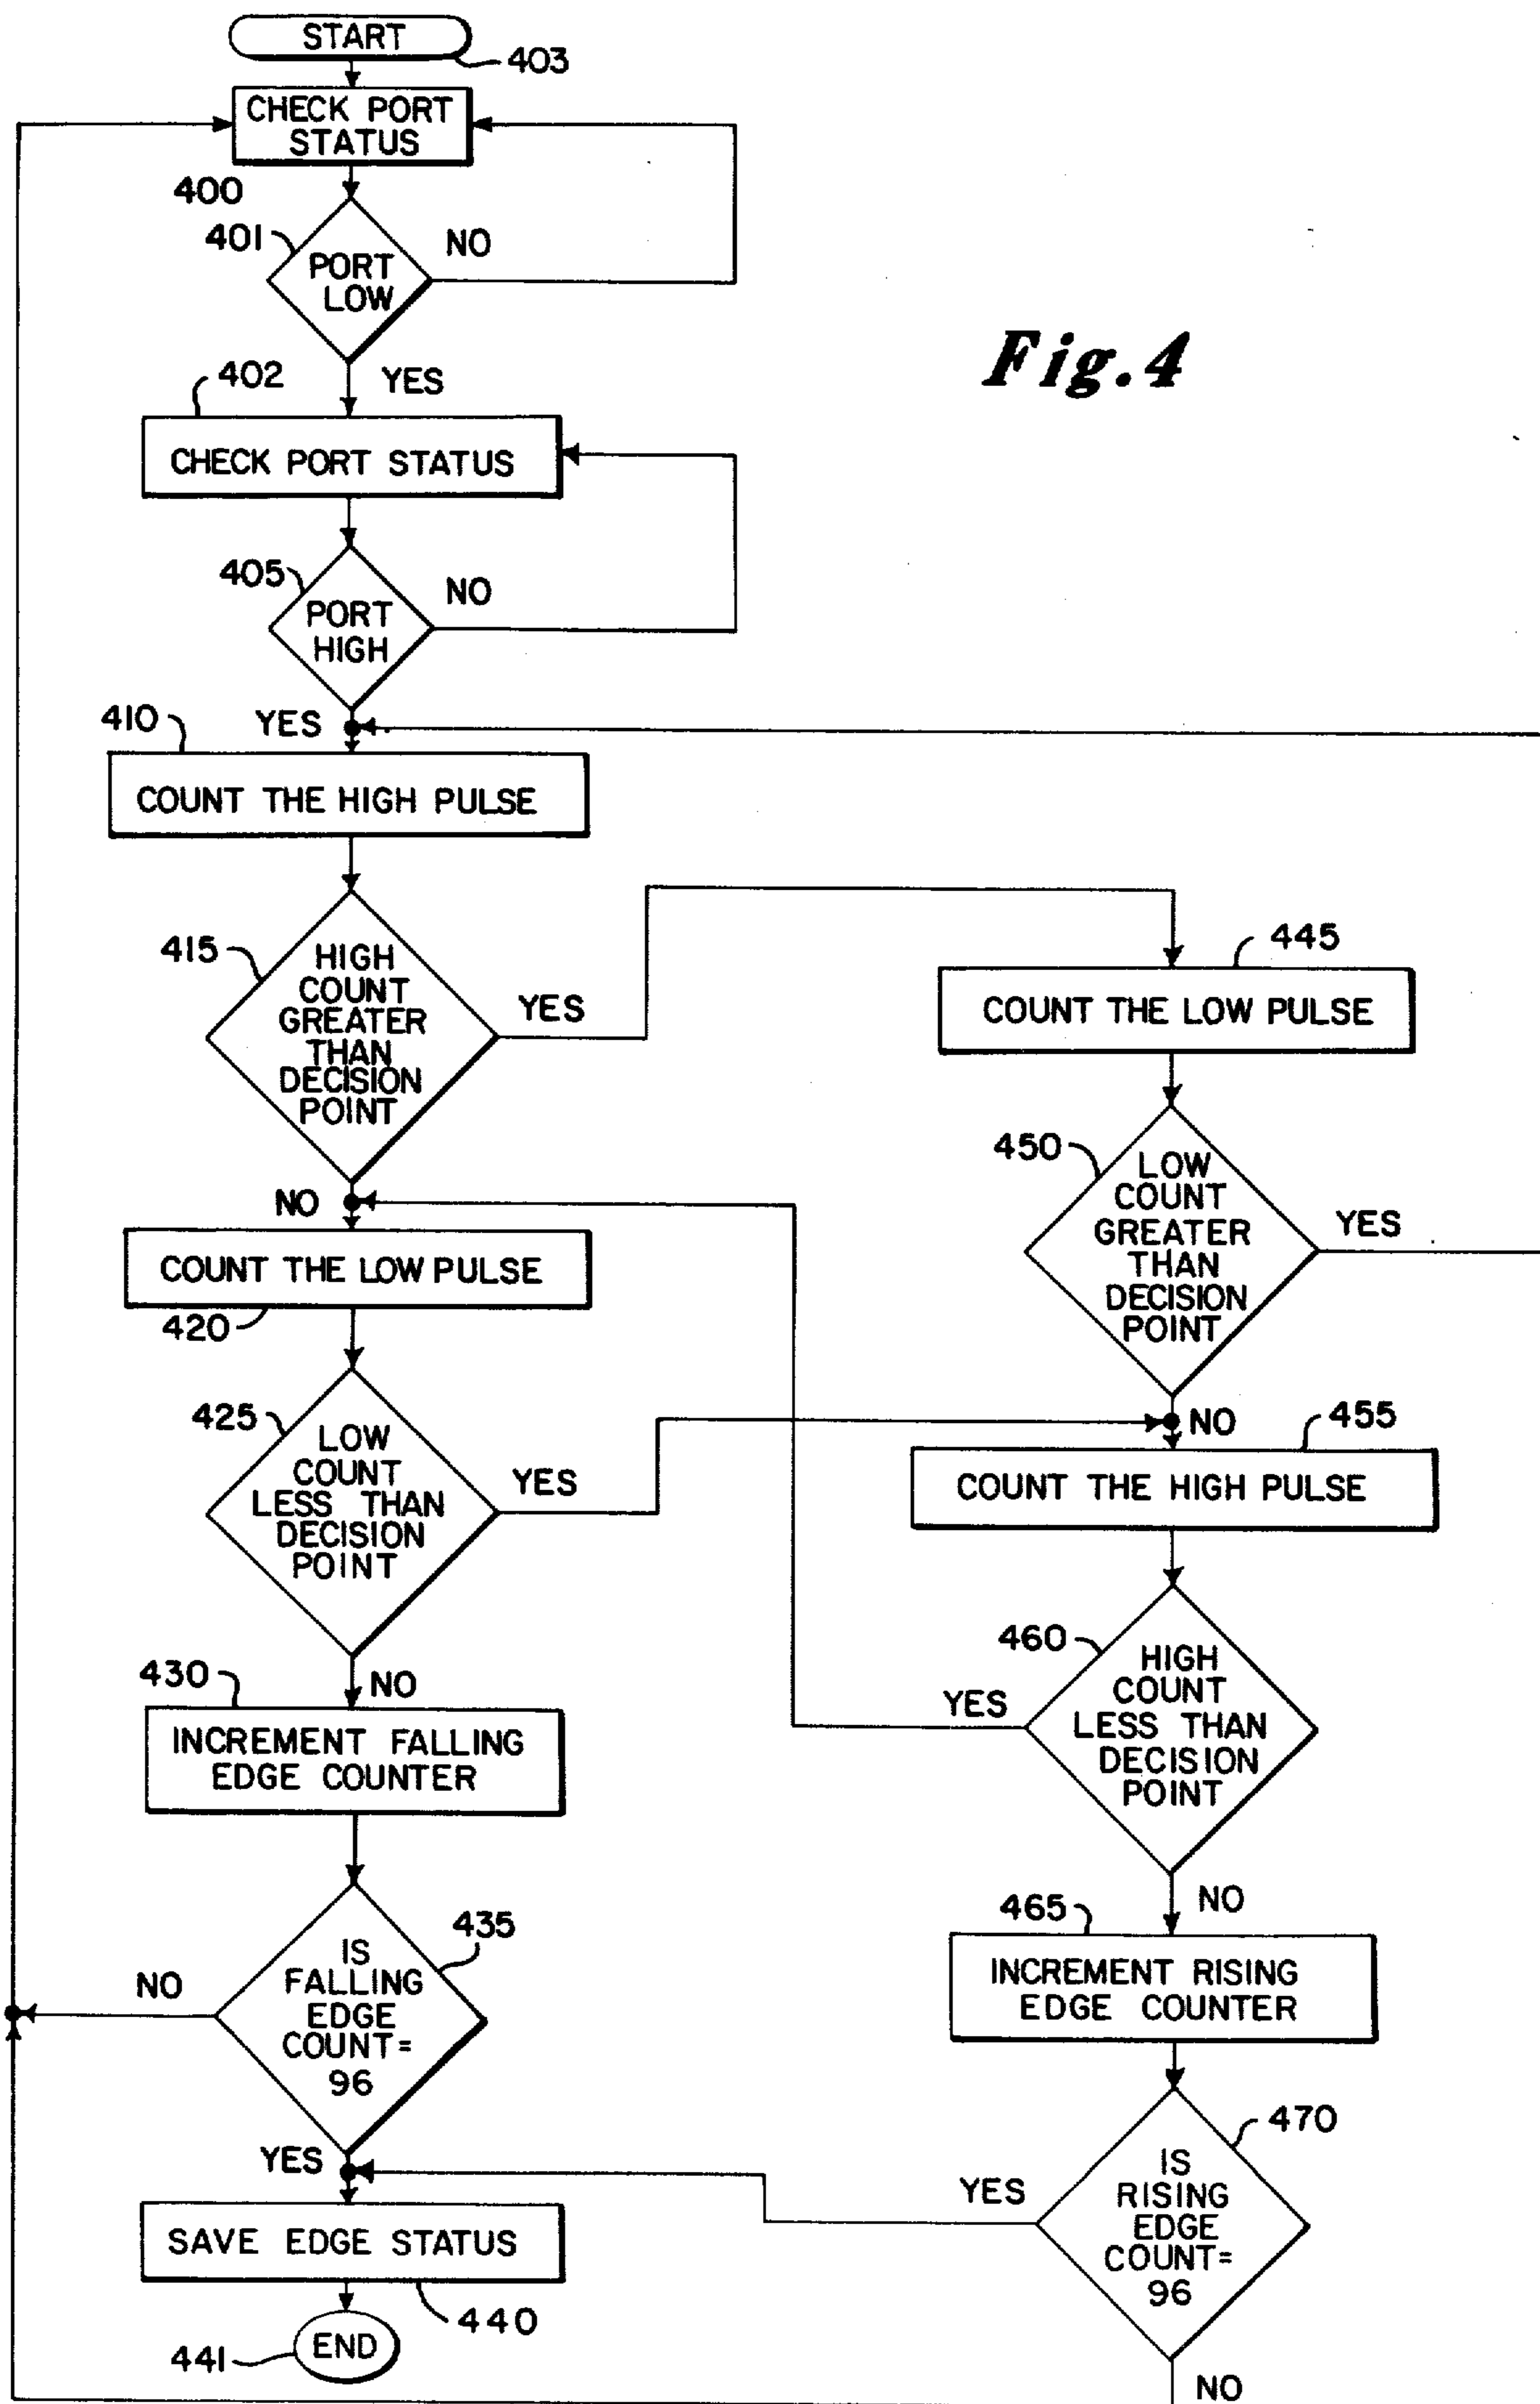 START
403
CHECK PORT
STATUS
400
401
PORT
LOW
NO
Fig. 4
YES
402
CHECK PORT STATUS
405
PORT
HIGH
NO
YES
410
COUNT THE HIGH PULSE
415
HIGH
COUNT
GREATER
THAN
DECISION
POINT
YES
NO
445
COUNT THE LOW PULSE
450
LOW
COUNT
GREATER
THAN
DECISION
POINT
YES
NO
COUNT THE LOW PULSE
420
425
LOW
COUNT
LESS THAN
DECISION
POINT
YES
NO
455
COUNT THE HIGH PULSE
460
HIGH
COUNT
LESS THAN
DECISION
POINT
YES
NO
430
INCREMENT FALLING
EDGE COUNTER
435
IS
FALLING
EDGE
COUNT=
96
NO
YES
465
INCREMENT RISING
EDGE COUNTER
470
IS
RISING
EDGE
COUNT=
96
YES
NO
SAVE EDGE STATUS
440
END
441